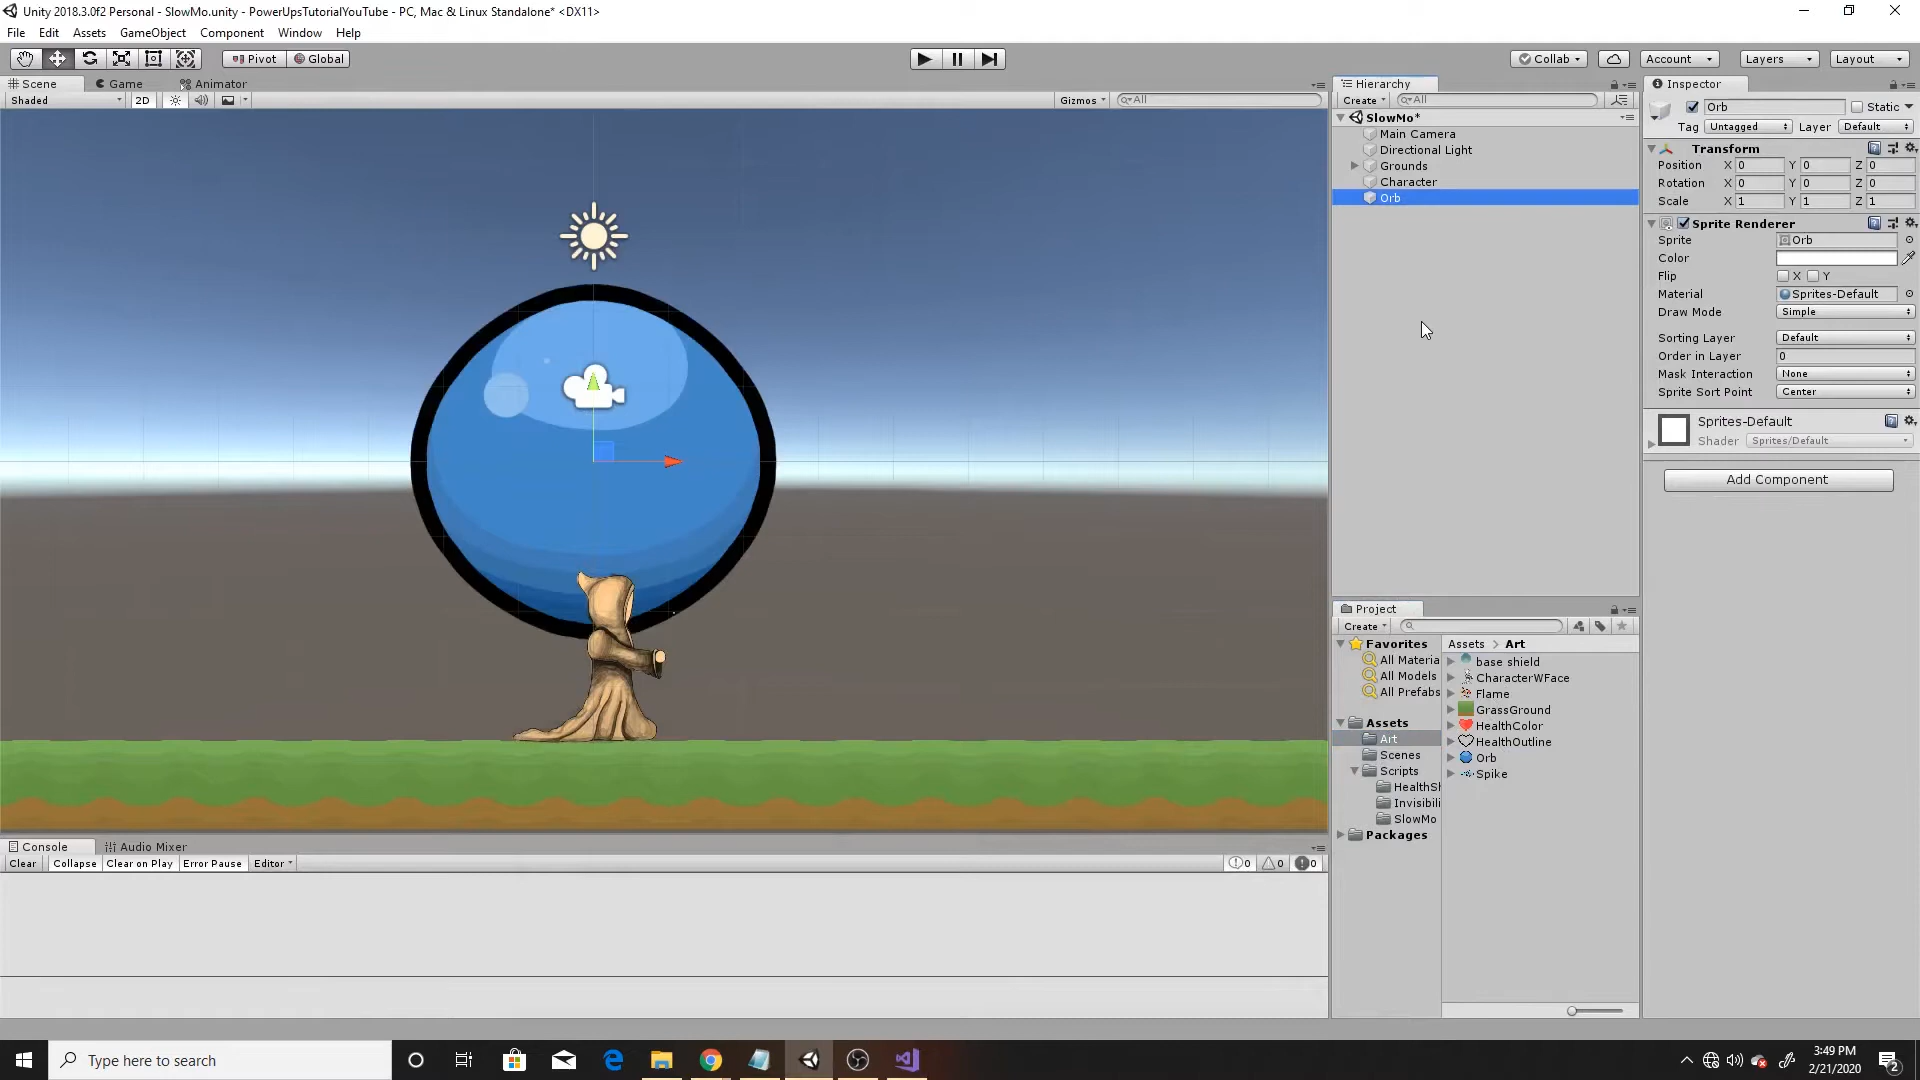 Unity 2018.3.0f2 Personal - SlowMo.unity - PowerUpsTutorialYouTube - PC, Mac & Linux Standalone* <DX11>
File Edit Assets GameObject Component Window Help
Pivot Global Collab Account Layers Layout
Scene Game Animator
Shaded 2D Gizmos All
Hierarchy
Create All
SlowMo*
Main Camera
Directional Light
Grounds
Character
Orb
Inspector
Orb Static
Tag Untagged Layer Default
Transform
Position X 0 Y 0 Z 0
Rotation X 0 Y 0 Z 0
Scale X 1 Y 1 Z 1
Sprite Renderer
Sprite Orb
Color
Flip X Y
Material Sprites-Default
Draw Mode Simple
Sorting Layer Default
Order in Layer 0
Mask Interaction None
Sprite Sort Point Center
Sprites-Default
Shader Sprites/Default
Add Component
Project
Create
Favorites
All Materia
All Models
All Prefabs
Assets
Art
Scenes
Scripts
HealthSh
Invisibili
SlowMo
Packages
Assets > Art
base shield
CharacterWFace
Flame
GrassGround
HealthColor
HealthOutline
Orb
Spike
Console Audio Mixer
Clear Collapse Clear on Play Error Pause Editor 0 0 0
Type here to search
3:49 PM
2/21/2020
2